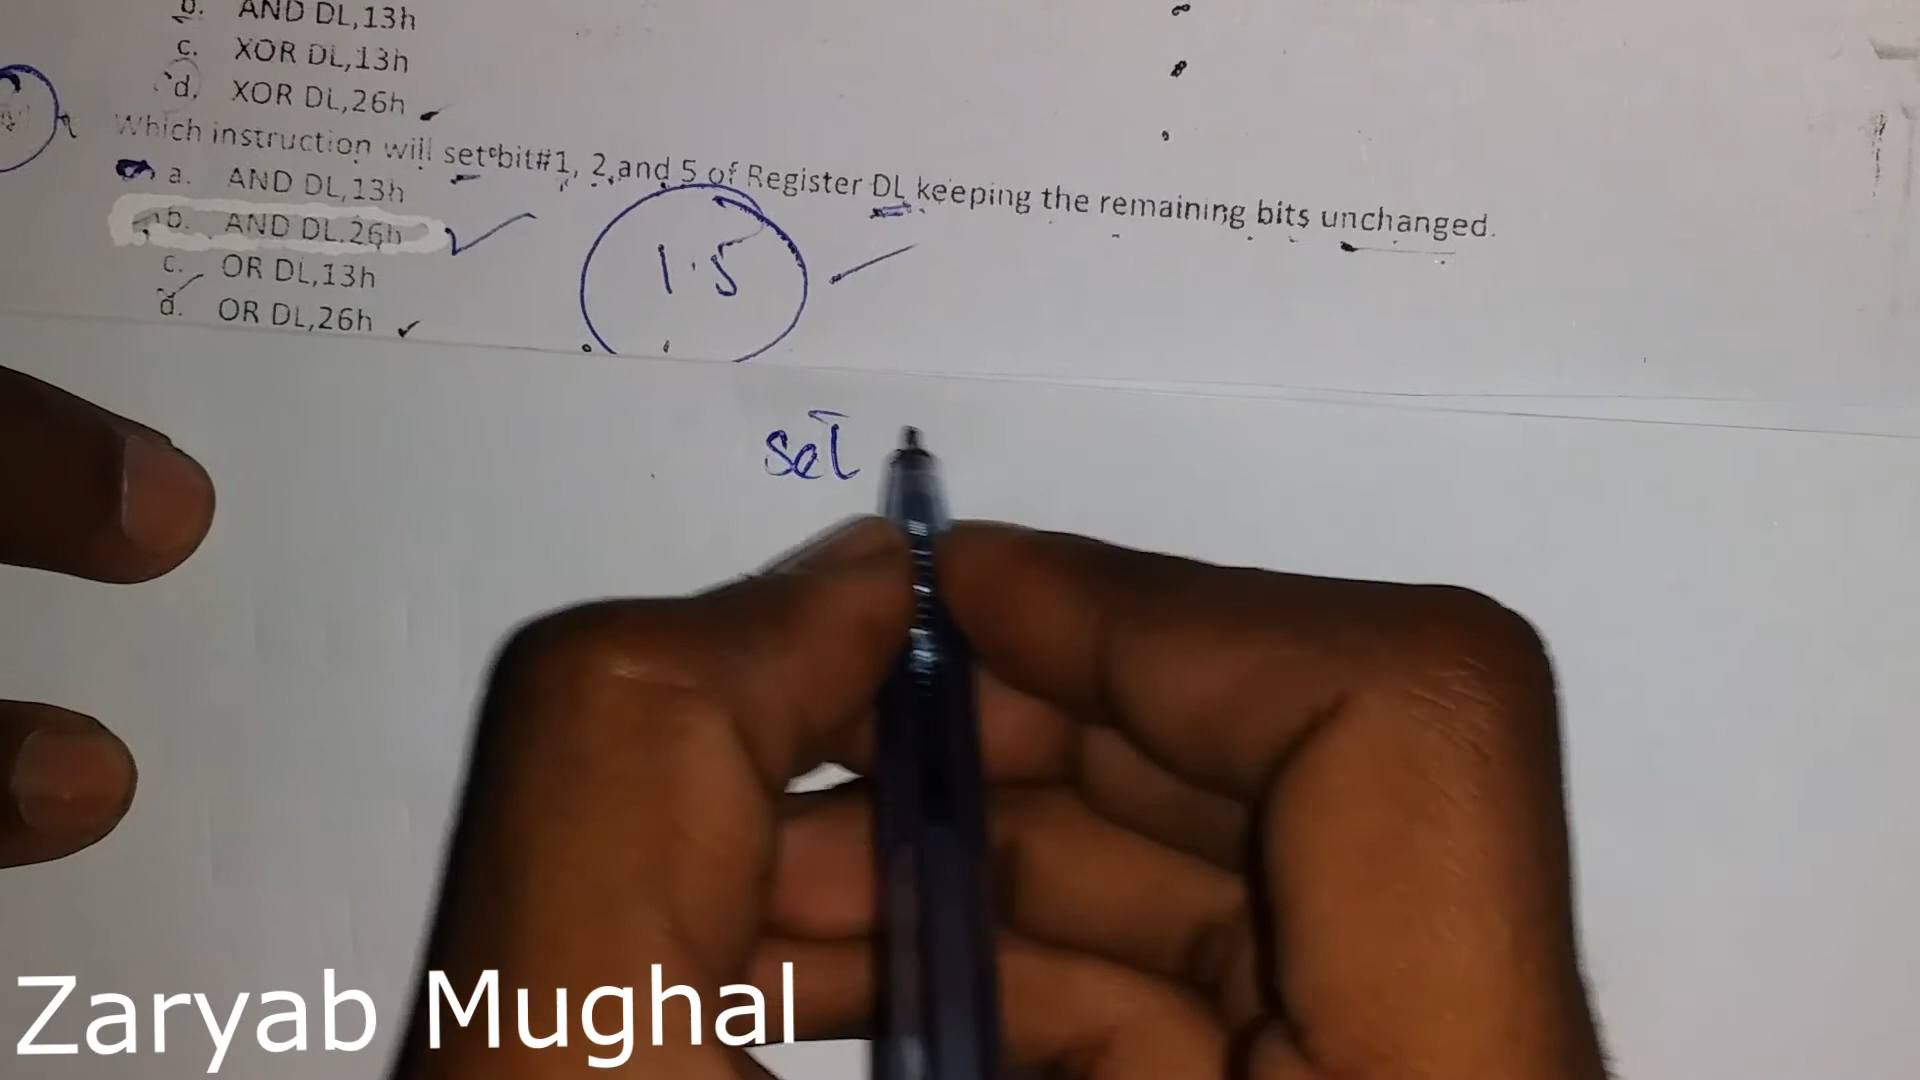 b. AND DL,13h
c. XOR DL,13h
d. XOR DL,26h
Which instruction will set bit#1, 2,and 5 of Register DL keeping the remaining bits unchanged.
a. AND DL,13h
b. AND DL.26h
c. OR DL,13h
d. OR DL,26h
1.5
set
Zaryab Mughal